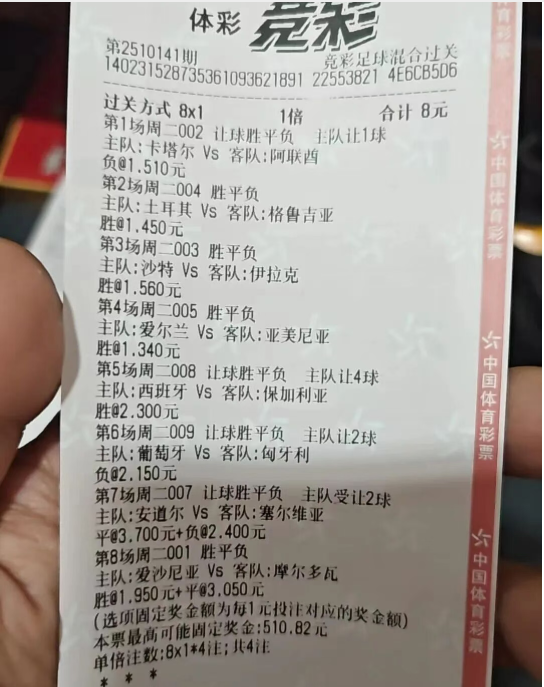 体彩 竞彩
第2510141期 竞彩足球混合过关
140231528735361093621891 22553821 4E6CB5D6
过关方式 8x1 1倍 合计 8元
第1场周二002 让球胜平负 主队让1球
主队:卡塔尔 Vs 客队:阿联酋
负@1.510元
第2场周二004 胜平负
主队:土耳其 Vs 客队:格鲁吉亚
胜@1.450元
第3场周二003 胜平负
主队:沙特 Vs 客队:伊拉克
胜@1.560元
第4场周二005 胜平负
主队:爱尔兰 Vs 客队:亚美尼亚
胜@1.340元
第5场周二008 让球胜平负 主队让4球
主队:西班牙 Vs 客队:保加利亚
胜@2.300元
第6场周二009 让球胜平负 主队让2球
主队:葡萄牙 Vs 客队:匈牙利
负@2.150元
第7场周二007 让球胜平负 主队受让2球
主队:安道尔 Vs 客队:塞尔维亚
平@3.700元+负@2.400元
第8场周二001 胜平负
主队:爱沙尼亚 Vs 客队:摩尔多瓦
胜@1.950元+平@3.050元
(选项固定奖金额为每1元投注对应的奖金额)
本票最高可能固定奖金:510.82元
单倍注数:8x1*4注;共4注
* * *
体育彩票
中国体育彩票
中国体育彩票
中国体育彩票